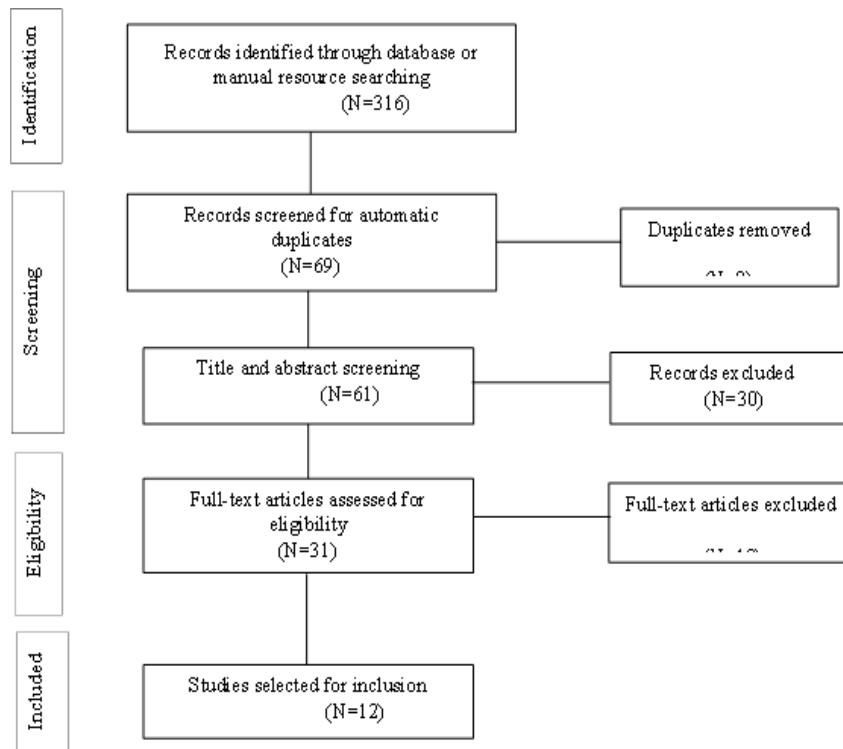 Identification
Records identified through database or
manual resource searching
(N=316)
Screening
Records screened for automatic
duplicates
(N=69)
Duplicates removed
Title and abstract screening
(N=61)
Records excluded
(N=30)
Eligibility
Full-text articles assessed for
eligibility
(N=31)
Full-text articles excluded
Included
Studies selected for inclusion
(N=12)